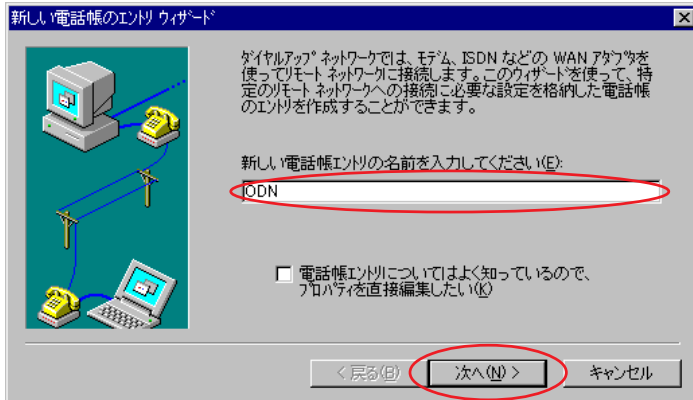 新しい電話帳のエントリ ウィザード
ダイヤルアップ ネットワークでは、モデム、ISDN などの WAN アダプタを
使ってリモート ネットワークに接続します。このウィザードを使って、特
定のリモート ネットワークへの接続に必要な設定を格納した電話帳
のエントリを作成することができます。
新しい電話帳エントリの名前を入力してください(E):
ODN
電話帳エントリについてはよく知っているので、
プロパティを直接編集したい(K)
< 戻る(B)
次へ(N) >
キャンセル